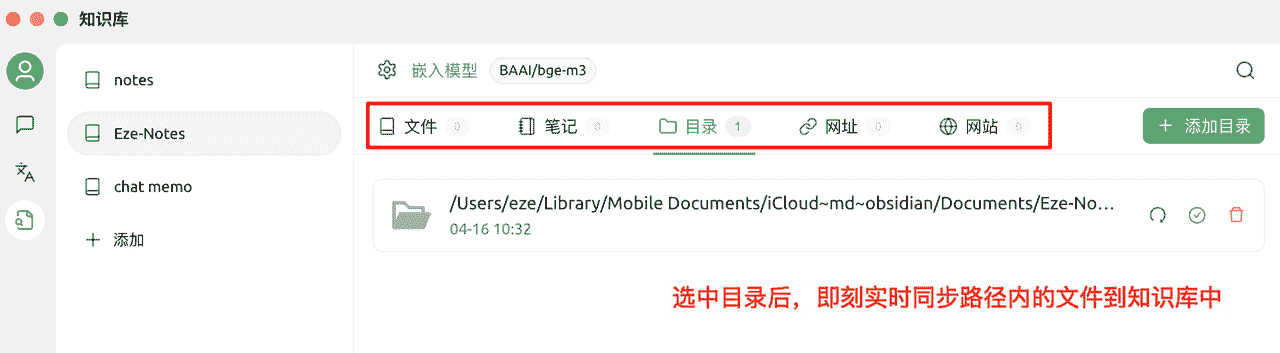 知识库
notes
Eze-Notes
chat memo
添加
嵌入模型 BAAI/bge-m3
文件 0 笔记 0 目录 1 网址 0 网站 0
添加目录
/Users/eze/Library/Mobile Documents/iCloud~md~obsidian/Documents/Eze-No...
04-16 10:32
选中目录后，即刻实时同步路径内的文件到知识库中